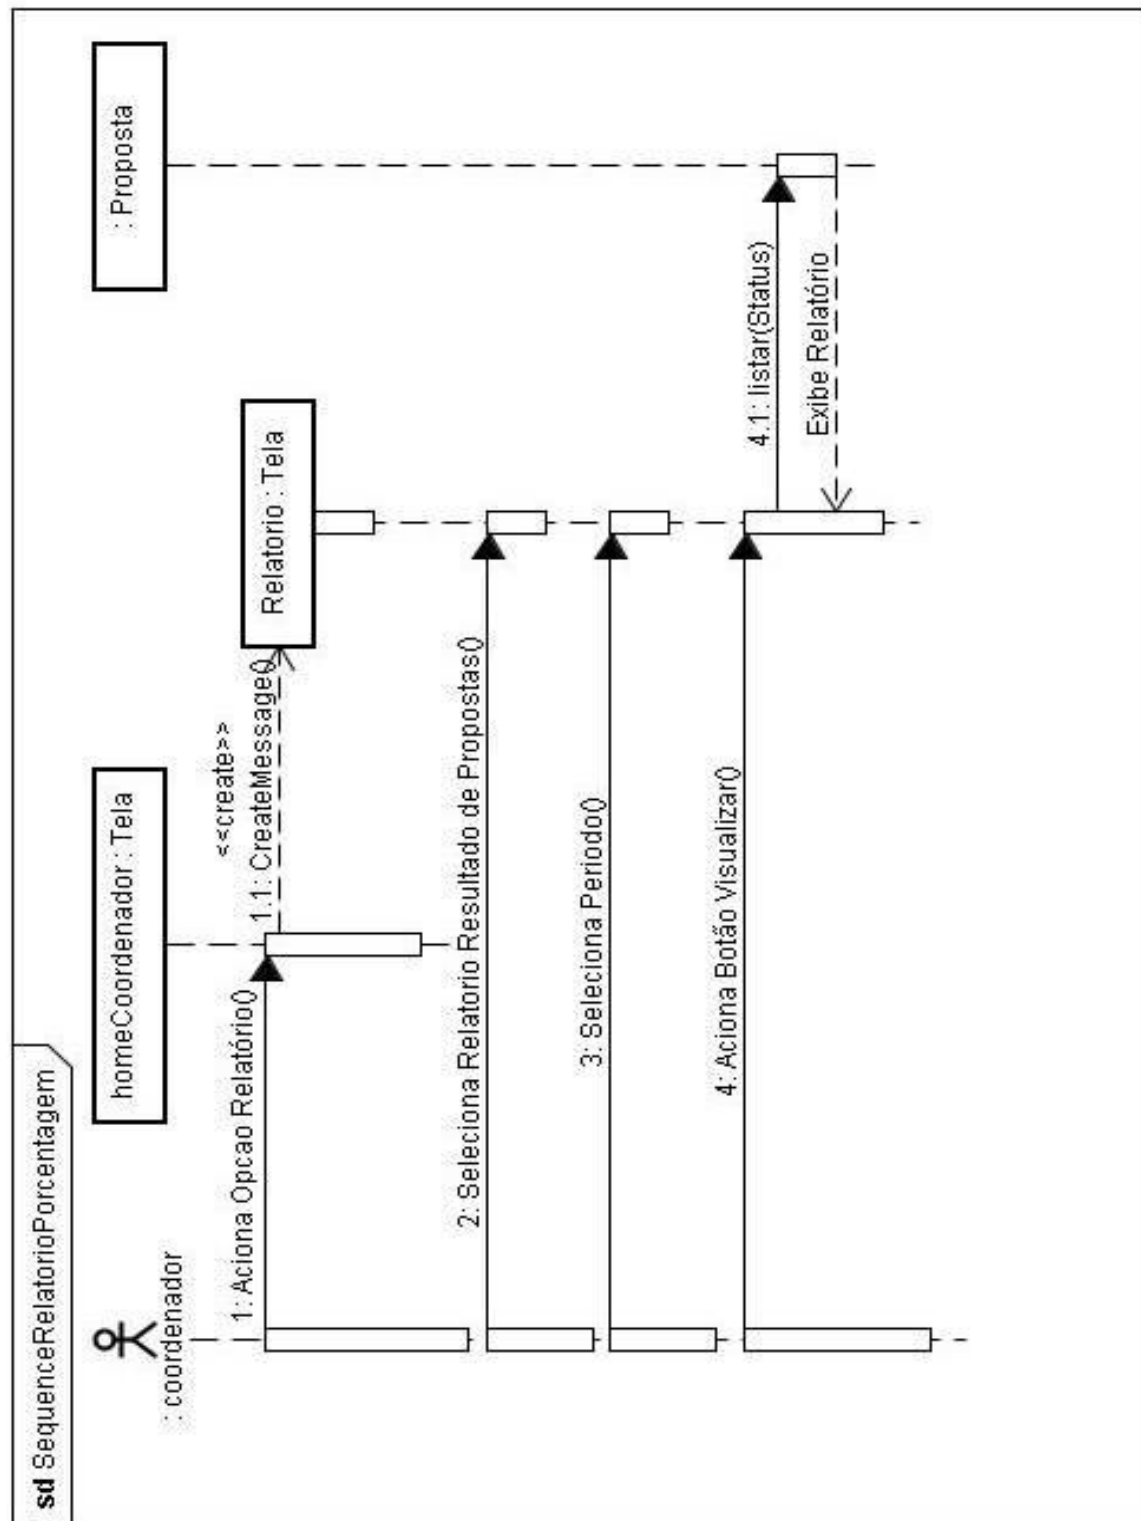 sd SequenceRelatorioPorcentagem
: coordenador
homeCoordenador : Tela
: Proposta
1: Aciona Opcao Relatório()
<<create>>
1.1: CreateMessage()
Relatorio : Tela
2: Seleciona Relatorio Resultado de Propostas()
3: Seleciona Periodo()
4: Aciona Botão Visualizar()
4.1: listar(Status)
Exibe Relatório